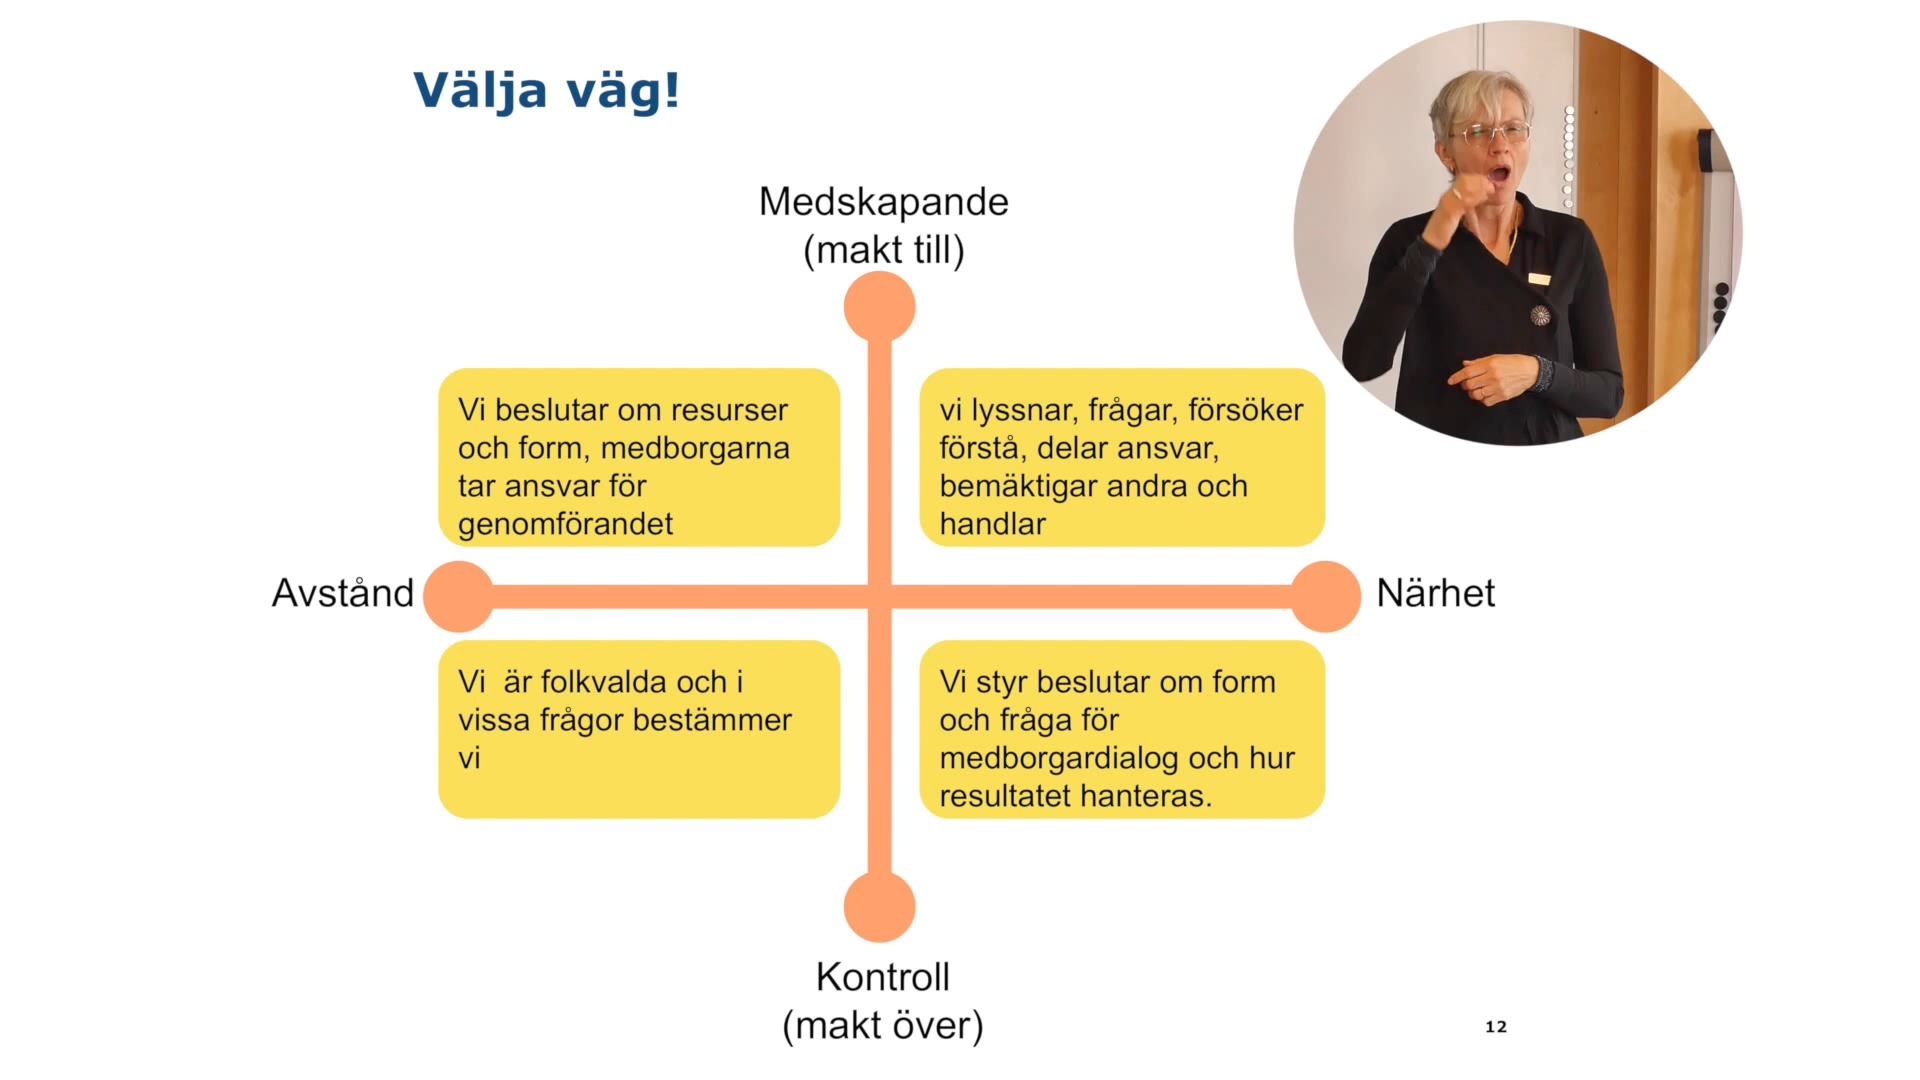 Välja väg!
Medskapande
(makt till)
Vi beslutar om resurser
och form, medborgarna
tar ansvar för
genomförandet
vi lyssnar, frågar, försöker
förstå, delar ansvar,
bemäktigar andra och
handlar
Avstånd
Närhet
Vi  är folkvalda och i
vissa frågor bestämmer
vi
Vi styr beslutar om form
och fråga för
medborgardialog och hur
resultatet hanteras.
Kontroll
(makt över)
12